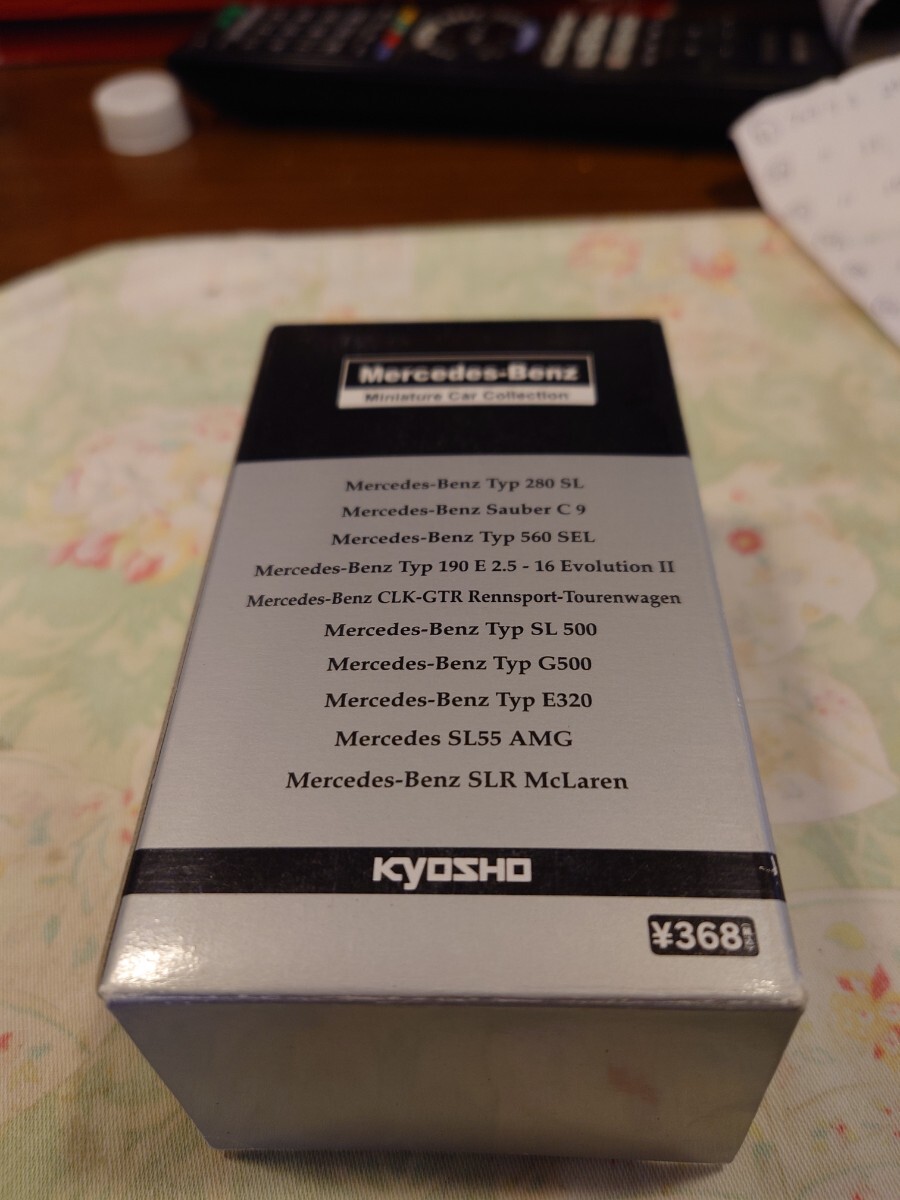 Mercedes-Benz
Miniature Car Collection
Mercedes-Benz Typ 280 SL
Mercedes-Benz Sauber C 9
Mercedes-Benz Typ 560 SEL
Mercedes-Benz Typ 190 E 2.5 - 16 Evolution II
Mercedes-Benz CLK-GTR Rennsport-Tourenwagen
Mercedes-Benz Typ SL 500
Mercedes-Benz Typ G500
Mercedes-Benz Typ E320
Mercedes SL55 AMG
Mercedes-Benz SLR McLaren
KYOSHO
¥368